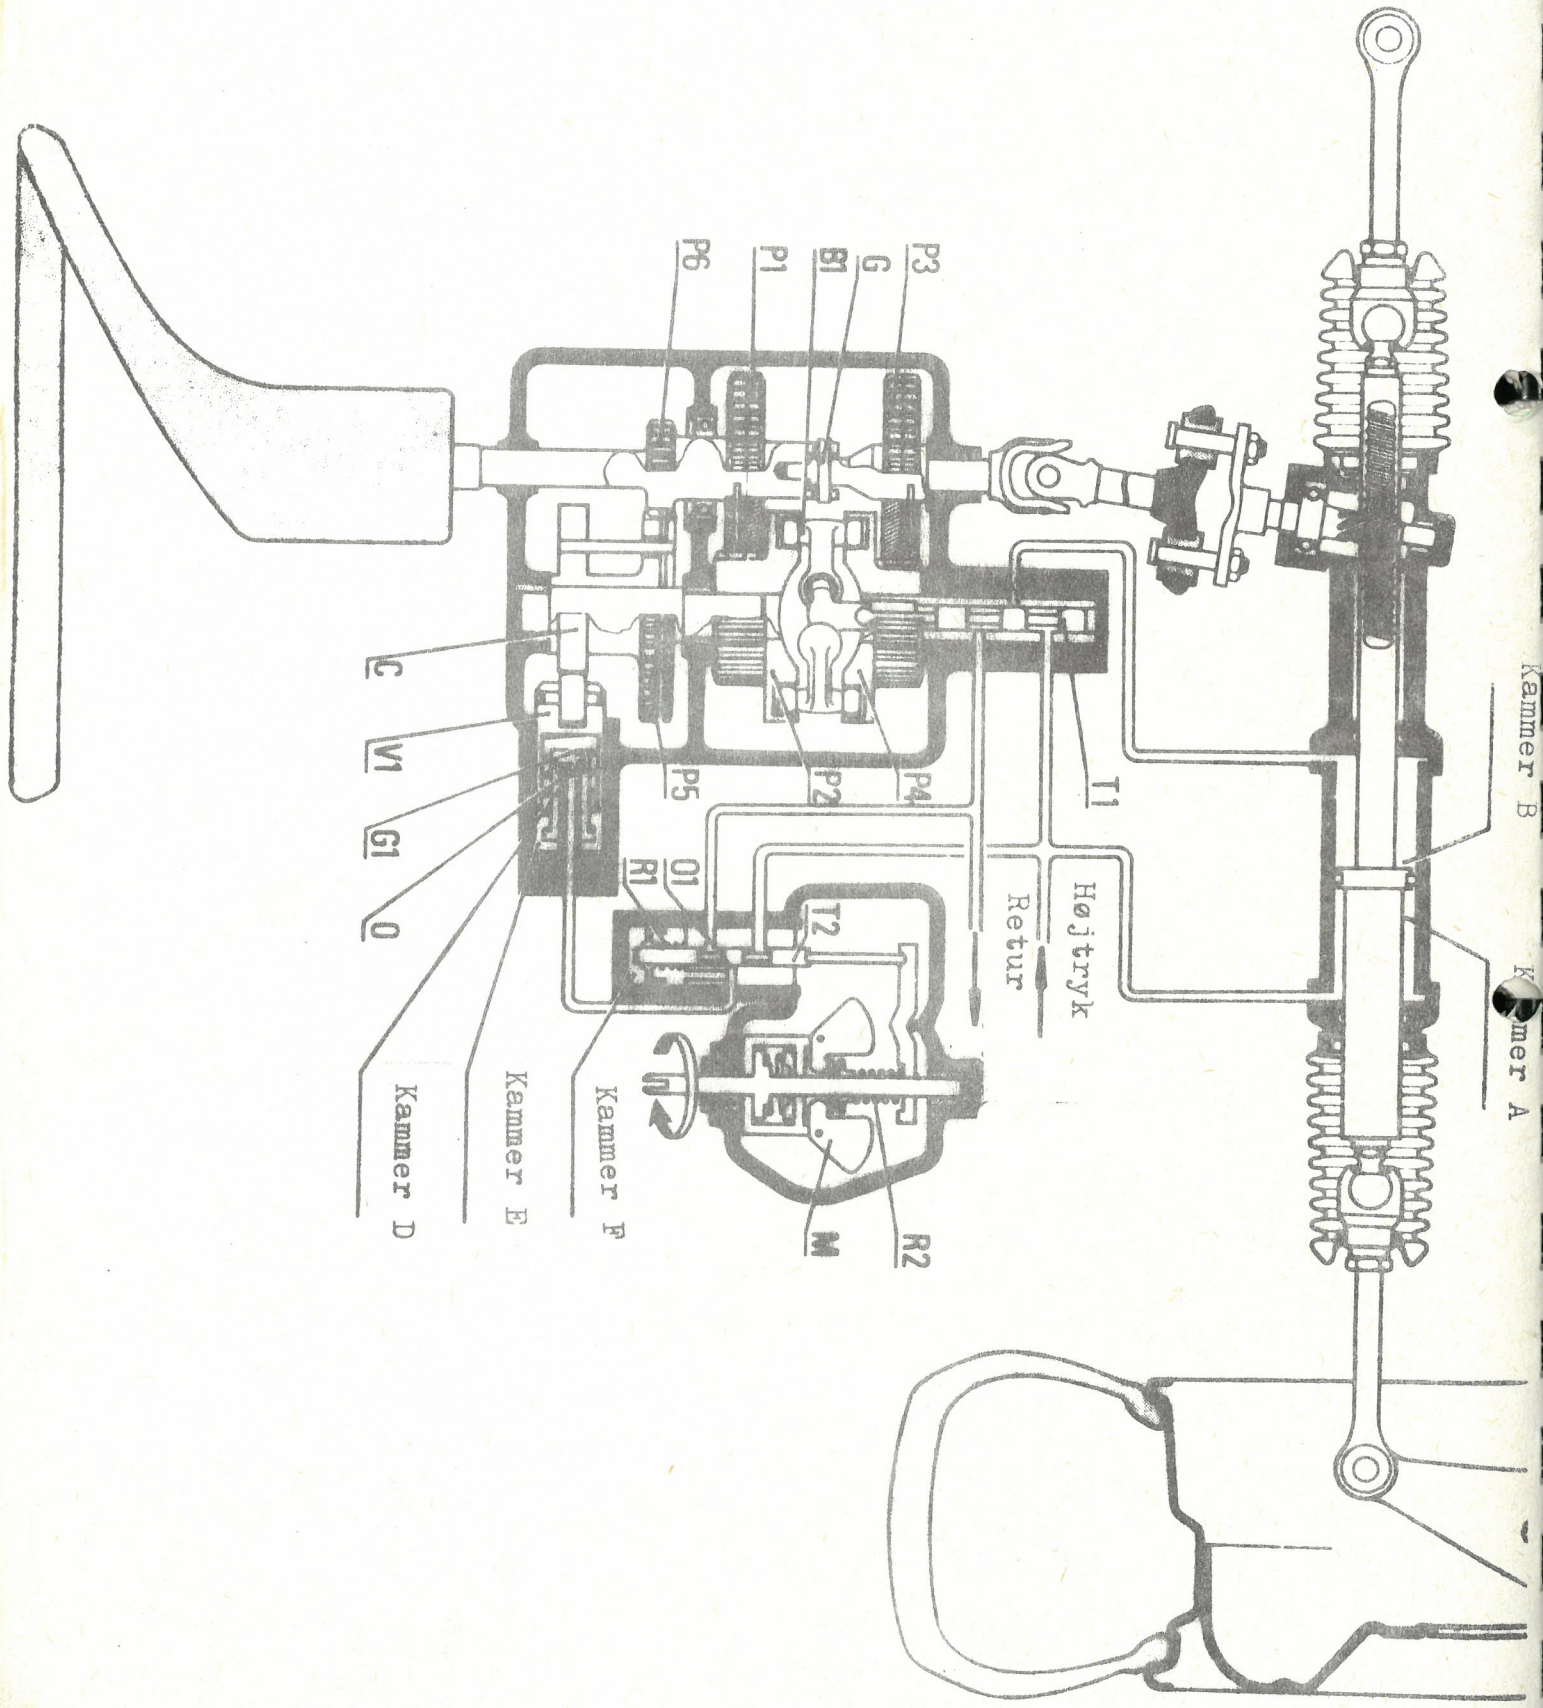 Kammer B
Kammer A
T1
Højtryk
Retur
P3
G
B1
P1
P6
P4
P2
P5
T2
O1
R1
R2
M
C
V1
G1
O
Kammer F
Kammer E
Kammer D